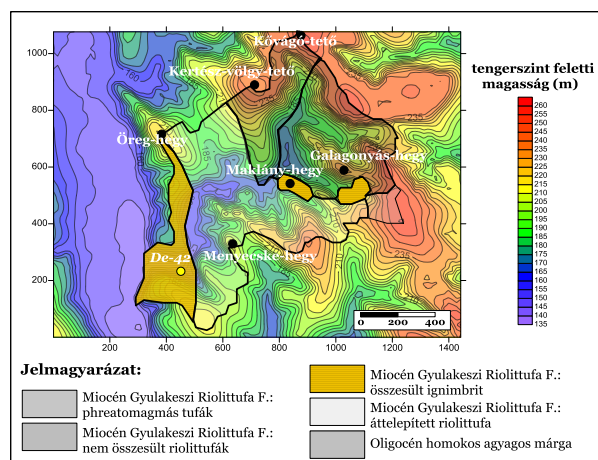 Kővágó-tető
Kertész-völgy-tető
Öreg-hegy
Galagonyás-hegy
Maklány-hegy
De-42
Menyecske-hegy
1000
800
600
400
200
200
400
600
800
1000
1200
1400
0
200
400
tengerszint feletti
magasság (m)
260
255
250
245
240
235
230
225
220
215
210
205
200
195
190
185
180
175
170
165
160
155
150
145
140
135
Jelmagyarázat:
Miocén Gyulakeszi Riolittufa F.:
phreatomagmás tufák
Miocén Gyulakeszi Riolittufa F.:
nem összesült riolittufák
Miocén Gyulakeszi Riolittufa F.:
összesült ignimbrit
Miocén Gyulakeszi Riolittufa F.:
áttelepített riolittufa
Oligocén homokos agyagos márga